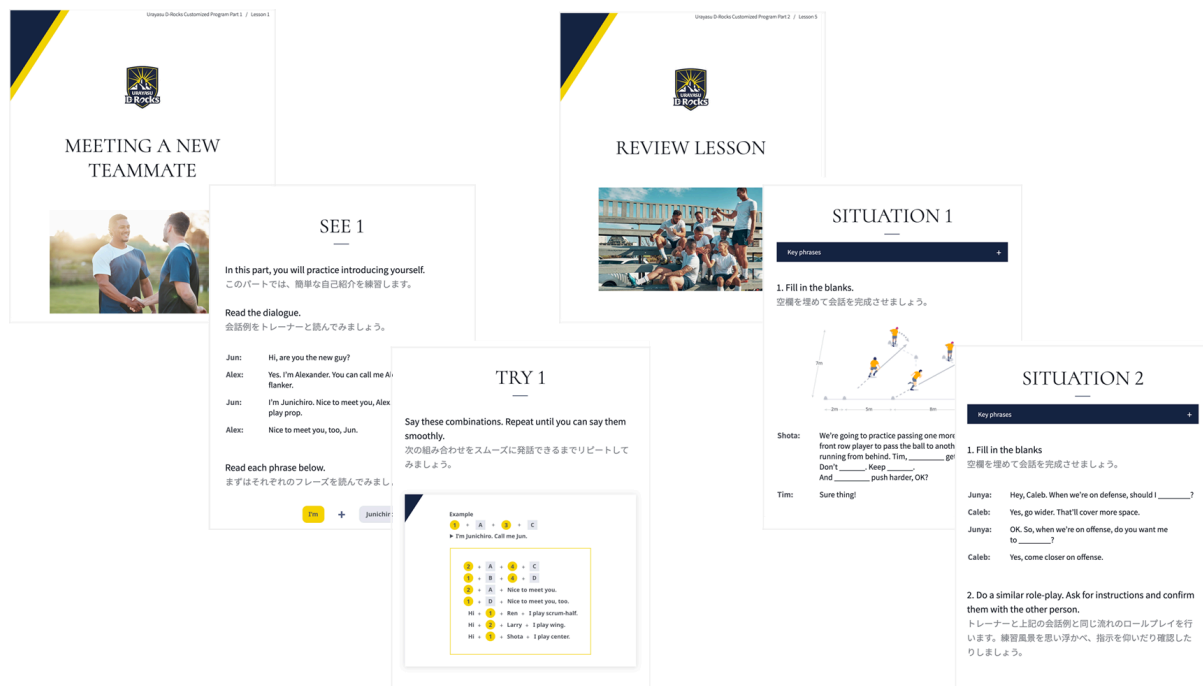 Urayasu D-Rocks Customized Program Part 1 / Lesson 1
URAYASU
D-Rocks
MEETING A NEW
TEAMMATE
SEE 1
In this part, you will practice introducing yourself.
このパートでは、簡単な自己紹介を練習します。
Read the dialogue.
会話例をトレーナーと読んでみましょう。
Jun: Hi, are you the new guy?
Alex: Yes. I'm Alexander. You can call me
flanker.
Jun: I'm Junichiro. Nice to meet you, Alex
play prop.
Alex: Nice to meet you, too, Jun.
Read each phrase below.
まずはそれぞれのフレーズを読んでみまし
I'm + Junichir
TRY 1
Say these combinations. Repeat until you can say them
smoothly.
次の組み合わせをスムーズに発話できるまでリピートして
みましょう。
Example
1 + A + 3 + C
▶ I'm Junichiro. Call me Jun.
2 + A + 4 + C
1 + B + 4 + D
2 + A + Nice to meet you.
1 + D + Nice to meet you, too.
Hi + 1 + Ren + I play scrum-half.
Hi + 2 + Larry + I play wing.
Hi + 1 + Shota + I play center.
Urayasu D-Rocks Customized Program Part 2 / Lesson 5
URAYASU
D-Rocks
REVIEW LESSON
SITUATION 1
Key phrases +
1. Fill in the blanks.
空欄を埋めて会話を完成させましょう。
7m
2m 5m 8m
Shota: We're going to practice passing one more
front row player to pass the ball to anoth
running from behind. Tim, ________ ge
Don't ______. Keep ______.
And ________ push harder, OK?
Tim: Sure thing!
SITUATION 2
Key phrases +
1. Fill in the blanks
空欄を埋めて会話を完成させましょう。
Junya: Hey, Caleb. When we're on defense, should I ________?
Caleb: Yes, go wider. That'll cover more space.
Junya: OK. So, when we're on offense, do you want me
to ________?
Caleb: Yes, come closer on offense.
2. Do a similar role-play. Ask for instructions and confirm
them with the other person.
トレーナーと上記の会話例と同じ流れのロールプレイを行
います。練習風景を思い浮かべ、指示を仰いだり確認した
りしましょう。